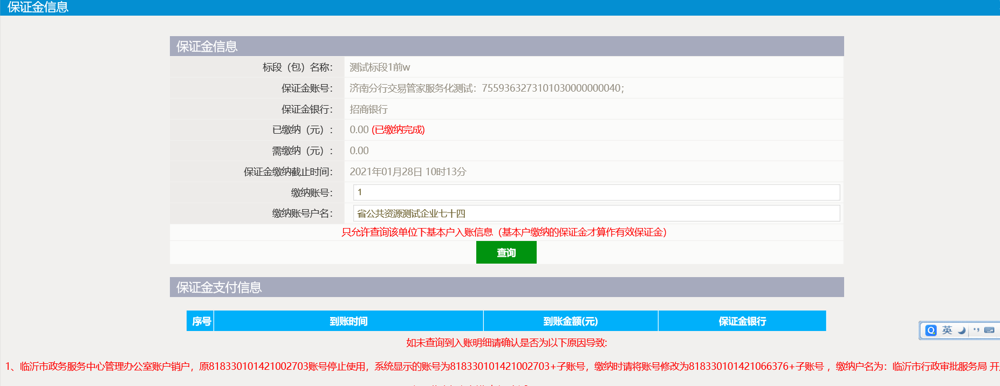 保证金信息
保证金信息
标段（包）名称： 测试标段1前w
保证金账号： 济南分行交易管家服务化测试：7559363273101030000000040；
保证金银行： 招商银行
已缴纳（元）： 0.00 (已缴纳完成)
需缴纳（元）： 0.00
保证金缴纳截止时间： 2021年01月28日 10时13分
缴纳账号： 1
缴纳账号户名： 省公共资源测试企业七十四
只允许查询该单位下基本户入账信息（基本户缴纳的保证金才算作有效保证金）
查询
保证金支付信息
序号 到账时间 到账金额(元) 保证金银行
英
如未查询到入账明细请确认是否为以下原因导致:
1、临沂市政务服务中心管理办公室账户销户，原818330101421002703账号停止使用，系统显示的账号为818330101421002703+子账号，缴纳时请将账号修改为818330101421066376+子账号 ，缴纳户名为：临沂市行政审批服务局 开